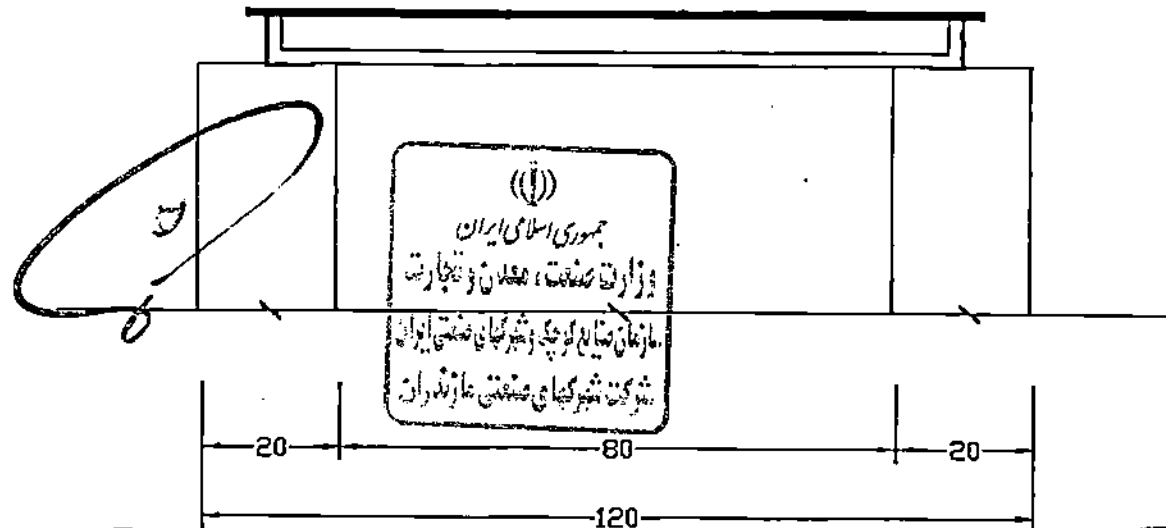 جمهوری اسلامی ایران
وزارت صنعت، معدن و تجارت
سازمان صنایع کوچک و شهرکهای صنعتی ایران
شرکت شهرکهای صنعتی مازندران
20
80
20
120